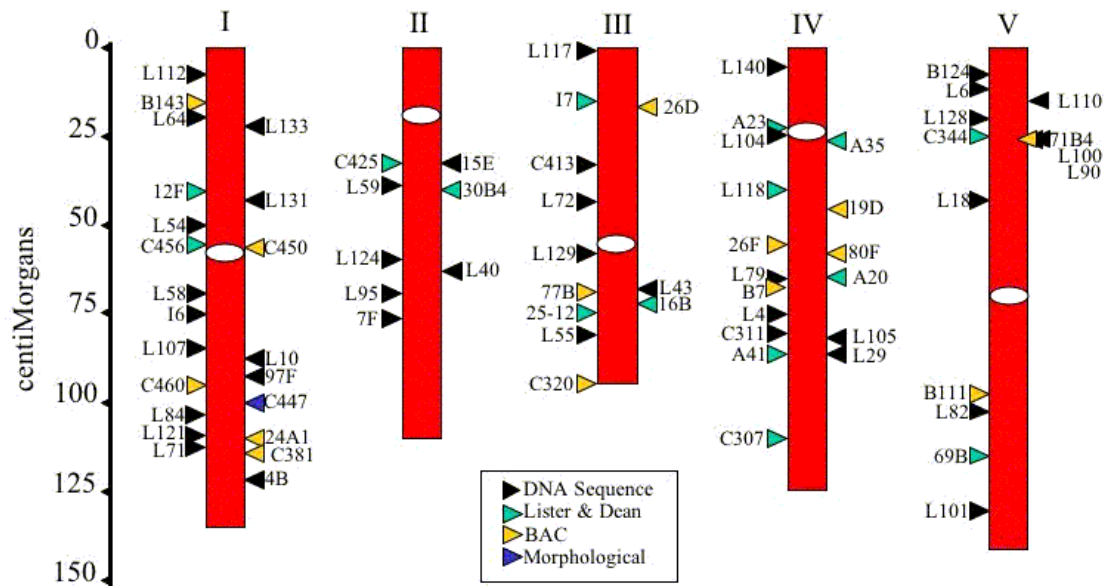 I II III IV V
centiMorgans
0
25
50
75
100
125
150
L112
B143
L64
L133
12F
L131
L54
C456
C450
L58
I6
L107
L10
97F
C460
C447
L84
L121
24A1
L71
C381
4B
C425
15E
L59
30B4
L124
L40
L95
7F
L117
I7
26D
C413
L72
L129
77B
L43
16B
25-12
L55
C320
L140
A23
L104
A35
L118
19D
26F
80F
L79
A20
B7
L4
C311
L105
A41
L29
C307
B124
L6
L110
L128
C344
71B4
L100
L90
L18
B111
L82
69B
L101
DNA Sequence
Lister & Dean
BAC
Morphological